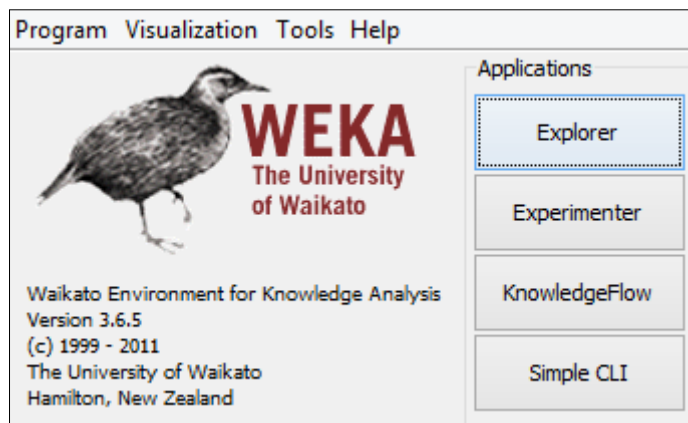 Program Visualization Tools Help
Applications
WEKA
The University
of Waikato
Explorer
Experimenter
KnowledgeFlow
Simple CLI
Waikato Environment for Knowledge Analysis
Version 3.6.5
(c) 1999 - 2011
The University of Waikato
Hamilton, New Zealand